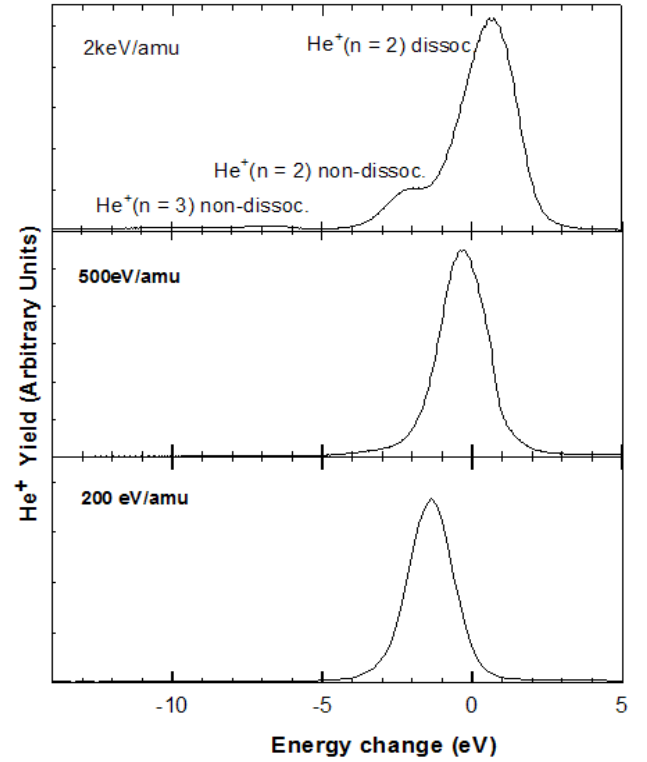 2keV/amu
He⁺(n = 2) dissoc.
He⁺(n = 2) non-dissoc.
He⁺(n = 3) non-dissoc.
500eV/amu
200 eV/amu
He⁺ Yield (Arbitrary Units)
-10 -5 0 5
Energy change (eV)